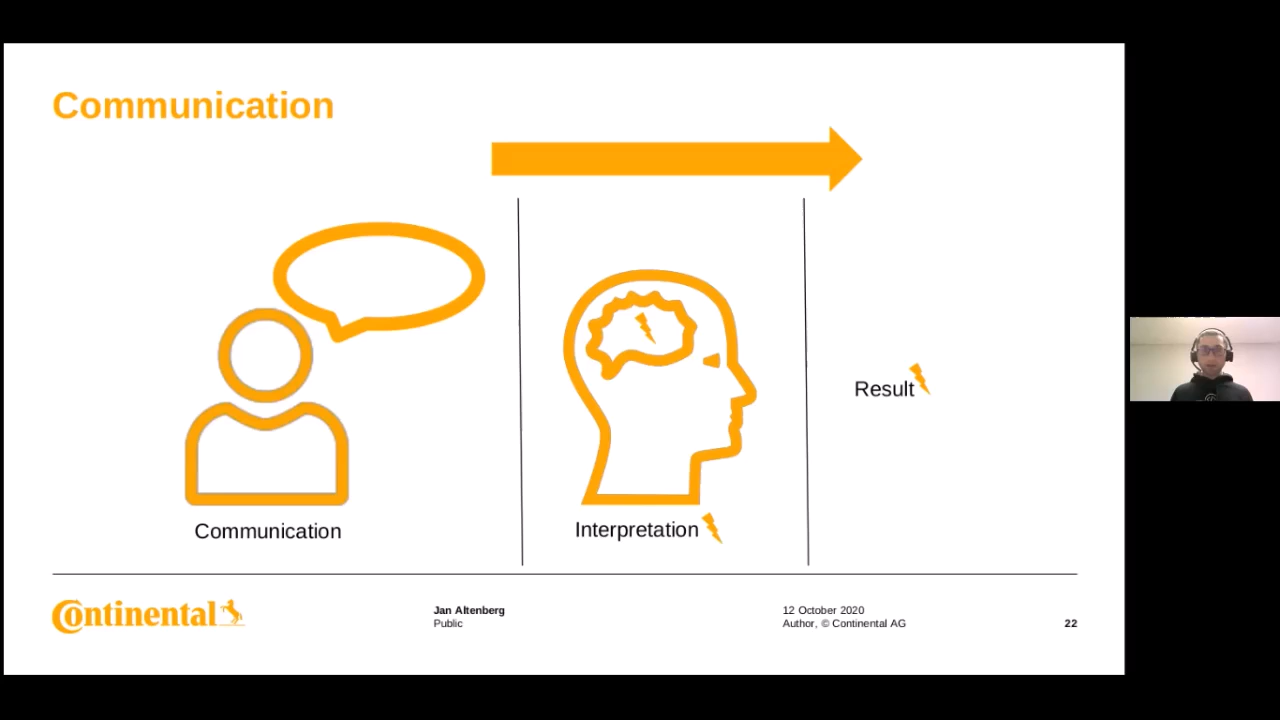 Communication
Result
Communication
Interpretation
Continental
Jan Altenberg
Public
12 October 2020
Author, © Continental AG
22